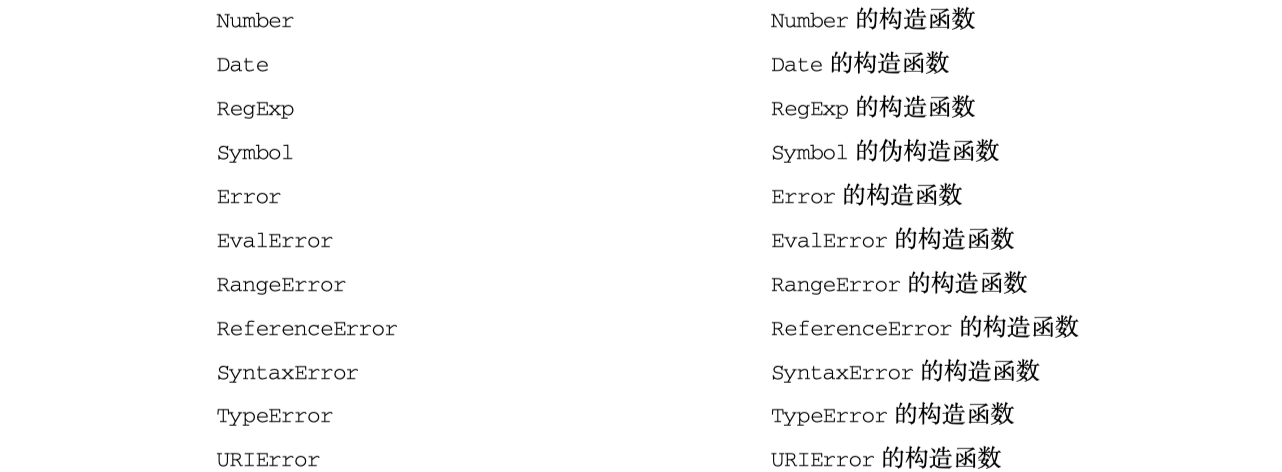 Number Number 的构造函数
Date Date 的构造函数
RegExp RegExp 的构造函数
Symbol Symbol 的伪构造函数
Error Error 的构造函数
EvalError EvalError 的构造函数
RangeError RangeError 的构造函数
ReferenceError ReferenceError 的构造函数
SyntaxError SyntaxError 的构造函数
TypeError TypeError 的构造函数
URIError URIError 的构造函数